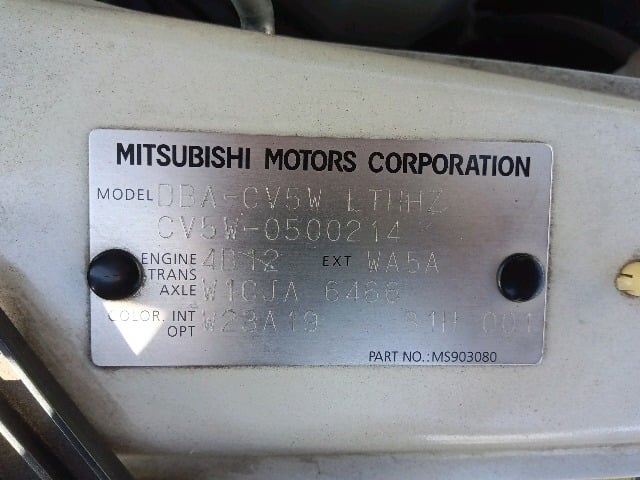 MITSUBISHI MOTORS CORPORATION
MODEL DBA-CV5W LTHHZ
CV5W-0500214
ENGINE 4B12 EXT WA5A
TRANS
AXLE W1CJA 6466
COLOR. INT W23A19 31H 001
OPT
PART NO.:MS903080